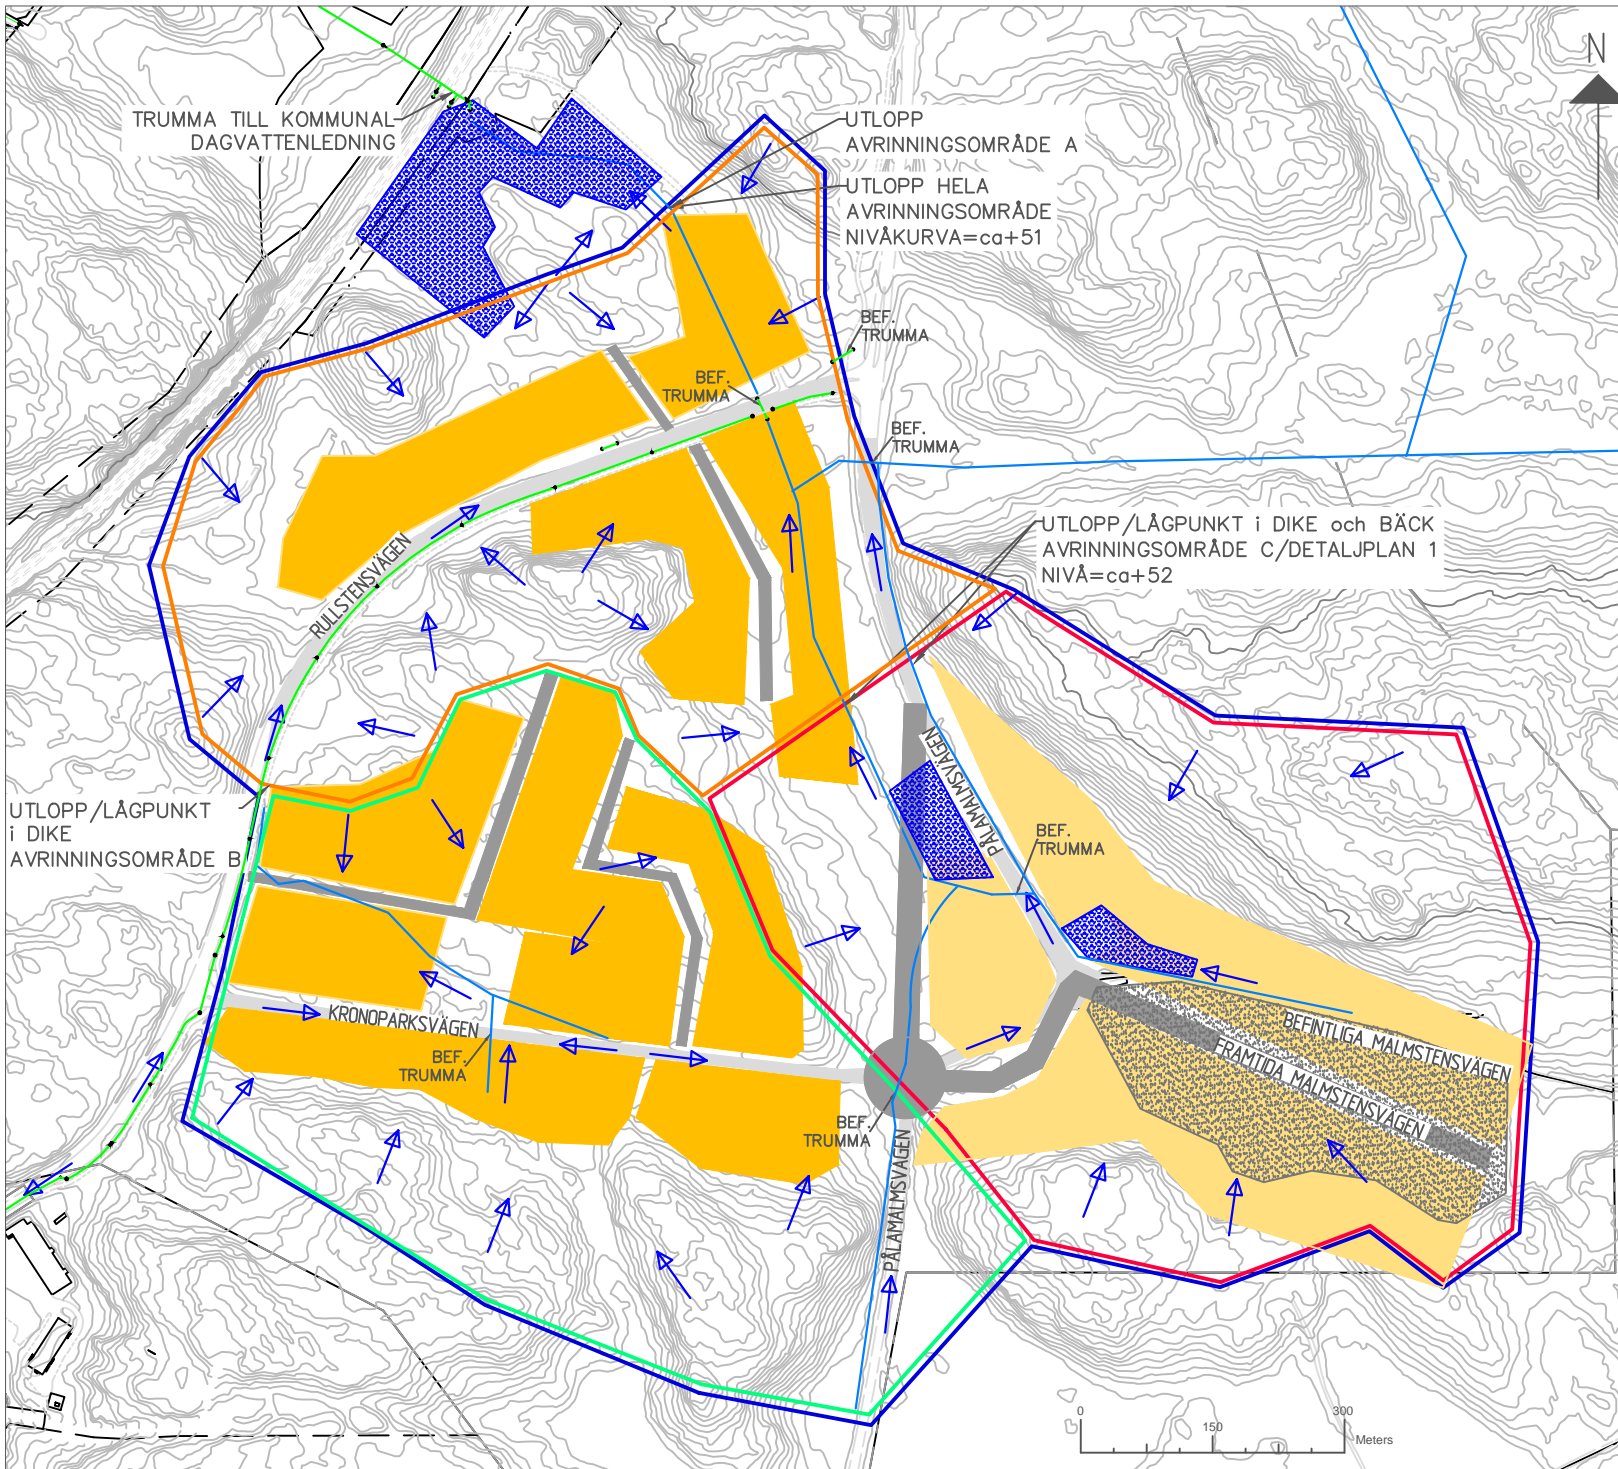 N
TRUMMA TILL KOMMUNAL
DAGVATTENLEDNING
UTLOPP
AVRINNINGSOMRÅDE A
UTLOPP HELA
AVRINNINGSOMRÅDE
NIVÅKURVA=ca+51
BEF.
TRUMMA
BEF.
TRUMMA
BEF.
TRUMMA
UTLOPP/LÅGPUNKT i DIKE och BÄCK
AVRINNINGSOMRÅDE C/DETALJPLAN 1
NIVÅ=ca+52
RULLSTENSVÄGEN
PÅLAMALMSVÄGEN
UTLOPP/LÅGPUNKT
i DIKE
AVRINNINGSOMRÅDE B
BEF.
TRUMMA
KRONOPARKSVÄGEN
BEF.
TRUMMA
BEFINTLIGA MALMSTENSVÄGEN
FRAMTIDA MALMSTENSVÄGEN
BEF.
TRUMMA
PÅLAMALMSVÄGEN
0
150
300
Meters